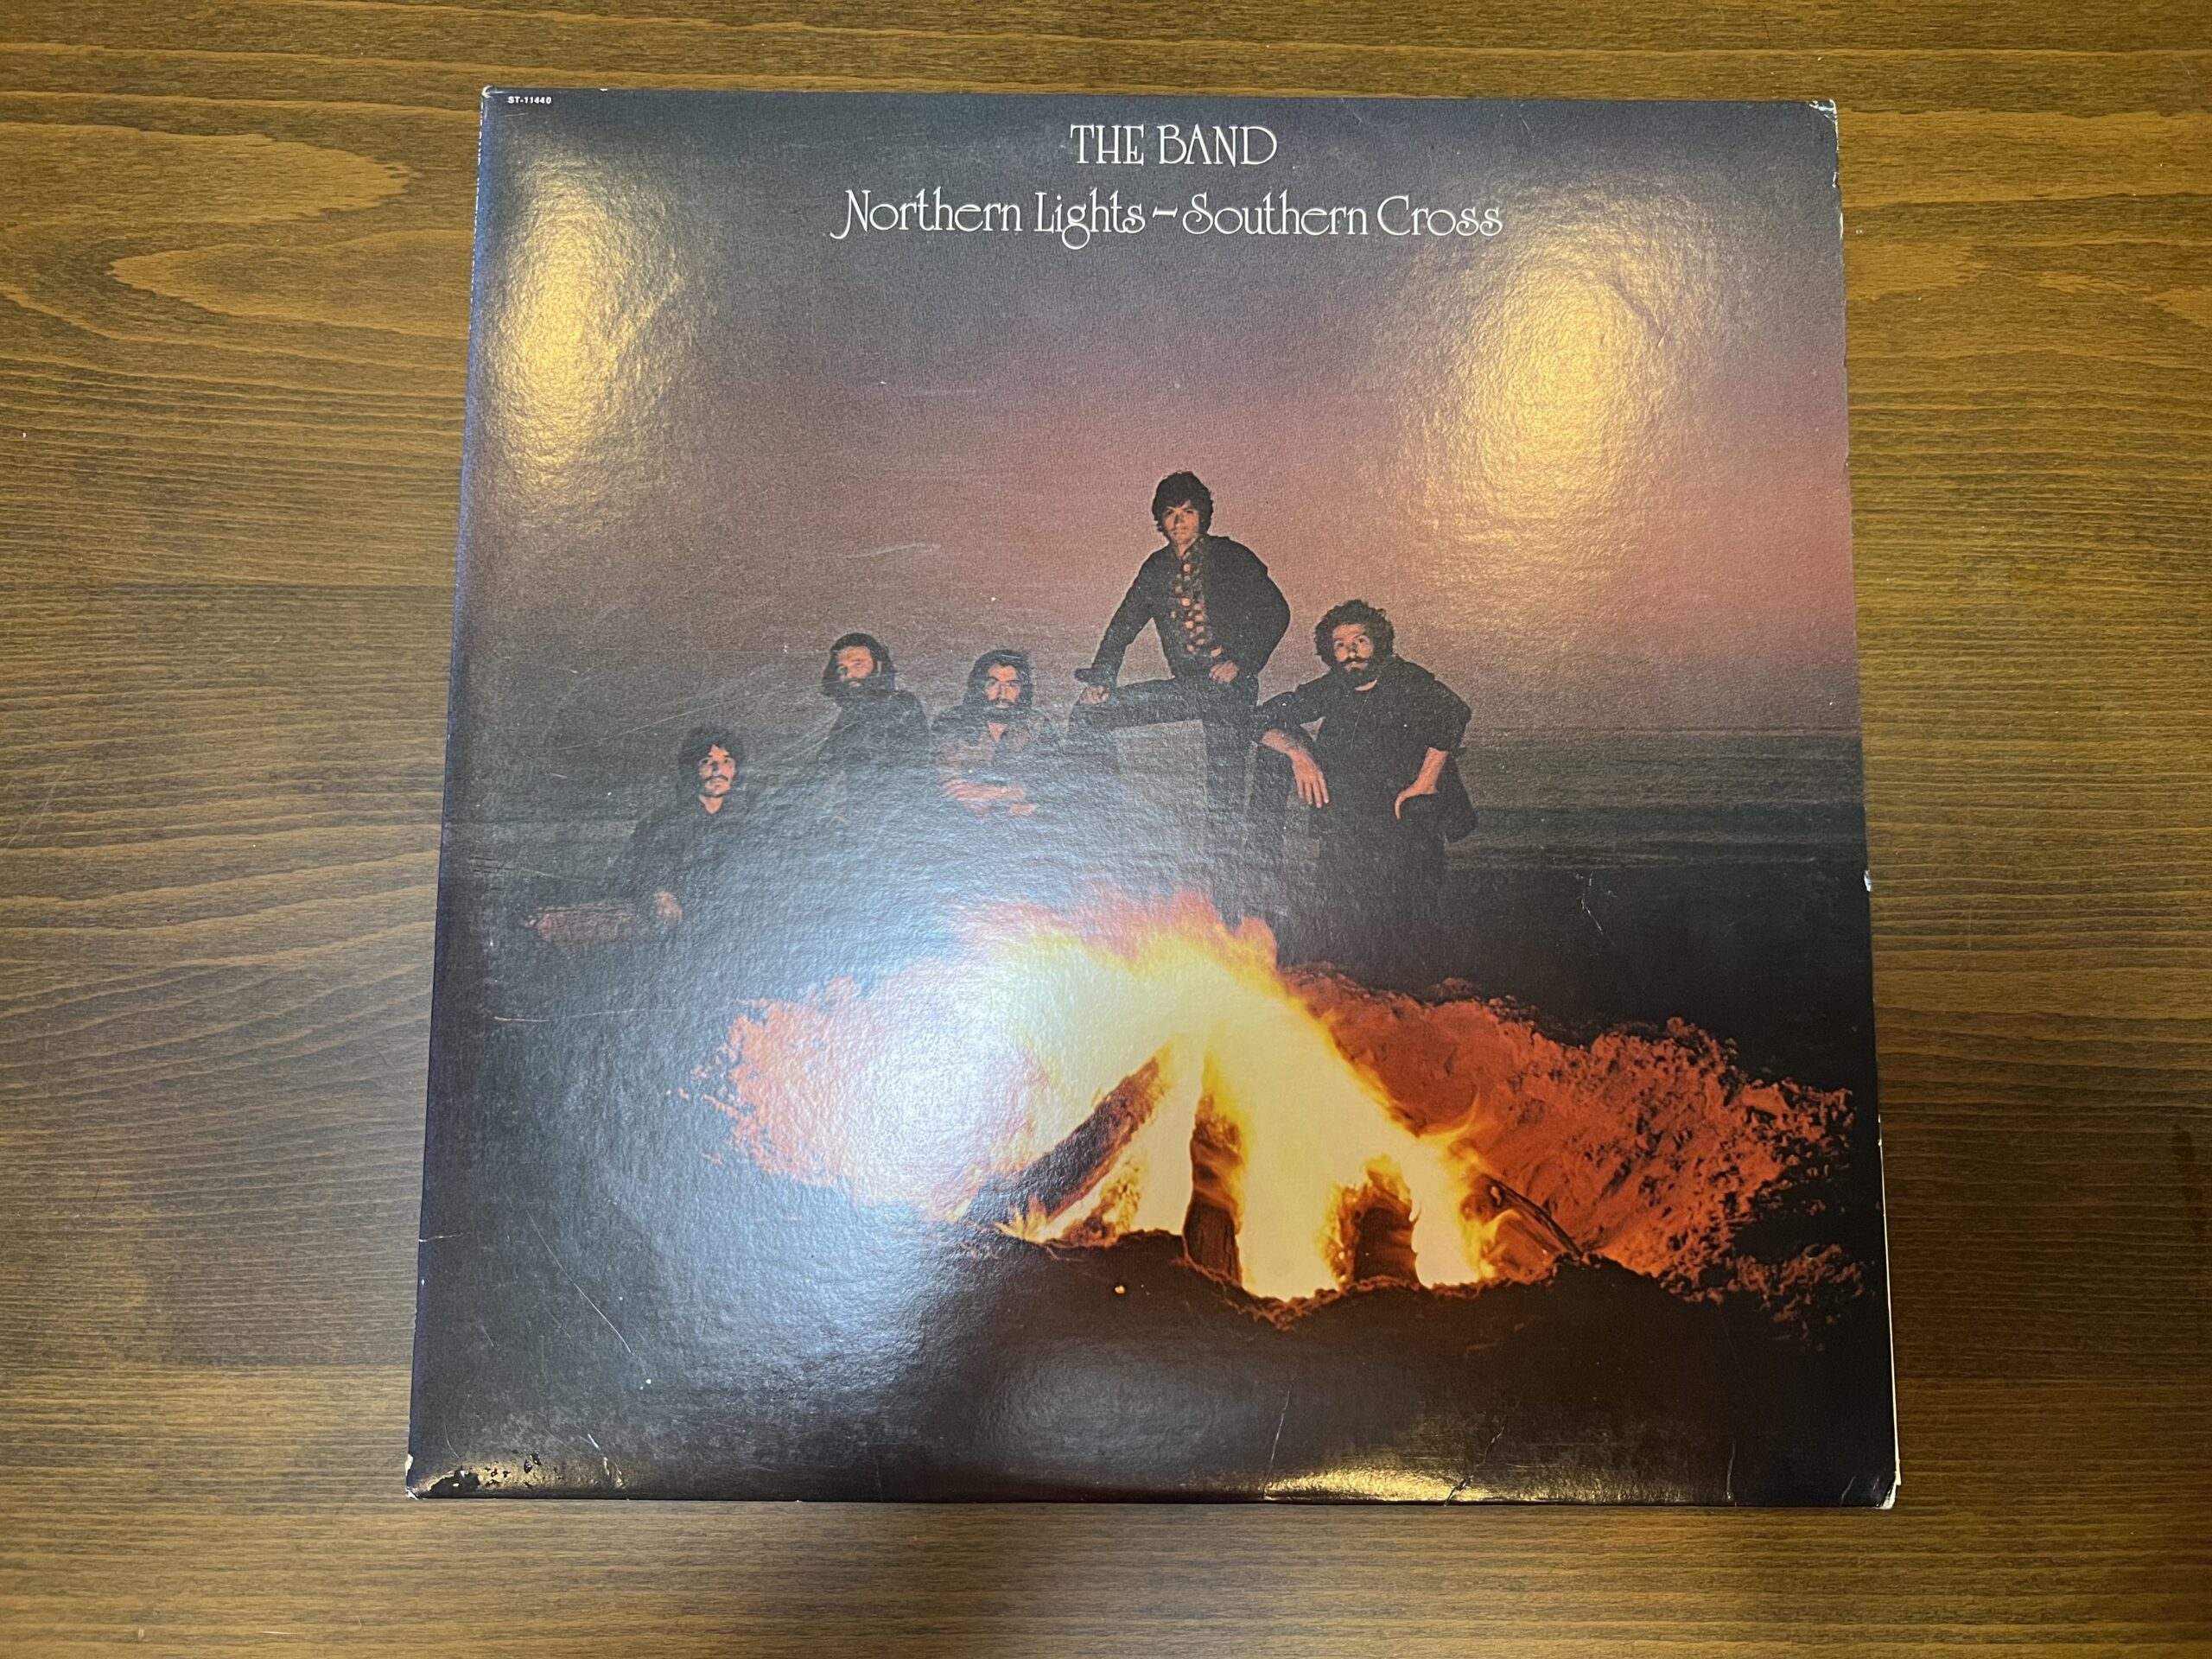 ST-11440
THE BAND
Northern Lights – Southern Cross